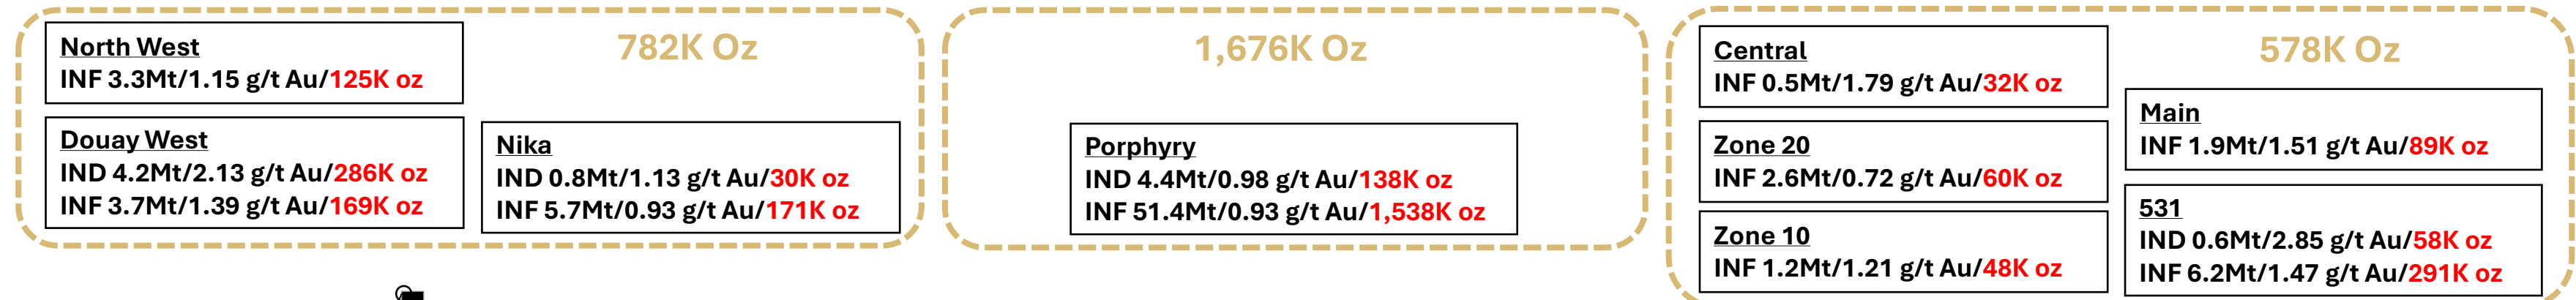 North West
INF 3.3Mt/1.15 g/t Au/125K oz
782K Oz
Douay West
IND 4.2Mt/2.13 g/t Au/286K oz
INF 3.7Mt/1.39 g/t Au/169K oz
Nika
IND 0.8Mt/1.13 g/t Au/30K oz
INF 5.7Mt/0.93 g/t Au/171K oz
1,676K Oz
Porphyry
IND 4.4Mt/0.98 g/t Au/138K oz
INF 51.4Mt/0.93 g/t Au/1,538K oz
Central
INF 0.5Mt/1.79 g/t Au/32K oz
578K Oz
Zone 20
INF 2.6Mt/0.72 g/t Au/60K oz
Zone 10
INF 1.2Mt/1.21 g/t Au/48K oz
Main
INF 1.9Mt/1.51 g/t Au/89K oz
531
IND 0.6Mt/2.85 g/t Au/58K oz
INF 6.2Mt/1.47 g/t Au/291K oz